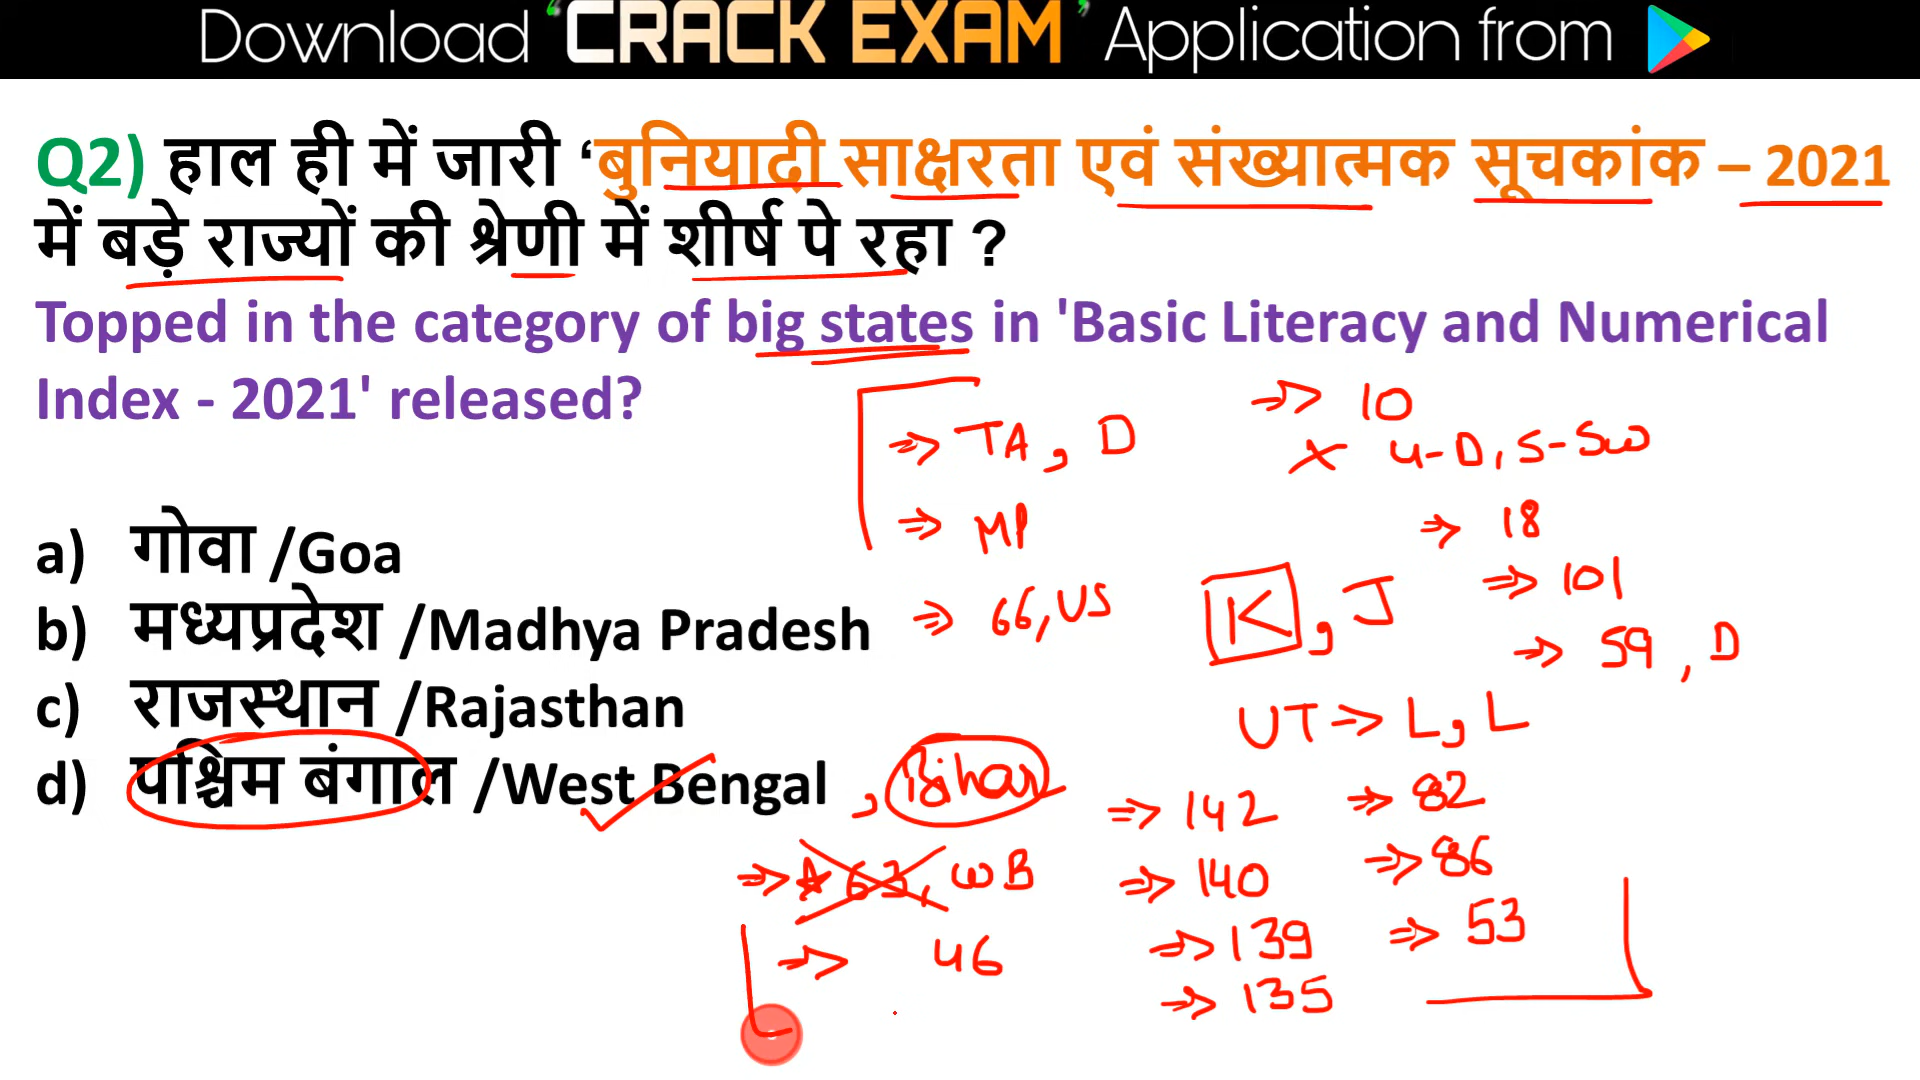 Download ‘CRACK EXAM’ Application from
Q2) हाल ही में जारी ‘बुनियादी साक्षरता एवं संख्यात्मक सूचकांक – 2021
में बड़े राज्यों की श्रेणी में शीर्ष पे रहा ?
Topped in the category of big states in 'Basic Literacy and Numerical
Index - 2021' released?
⇒ 10
⇒ TA, D
× 4-D, S-Sw
a) गोवा /Goa
⇒ MP
⇒ 18
b) मध्यप्रदेश /Madhya Pradesh
⇒ 66, US
K, J
⇒ 101
⇒ 59, D
c) राजस्थान /Rajasthan
UT ⇒ L, L
d) पश्चिम बंगाल /West Bengal , Bihar
⇒ 142
⇒ 82
⇒ 63, WB
⇒ 140
⇒ 86
⇒ 46
⇒ 139
⇒ 53
⇒ 135